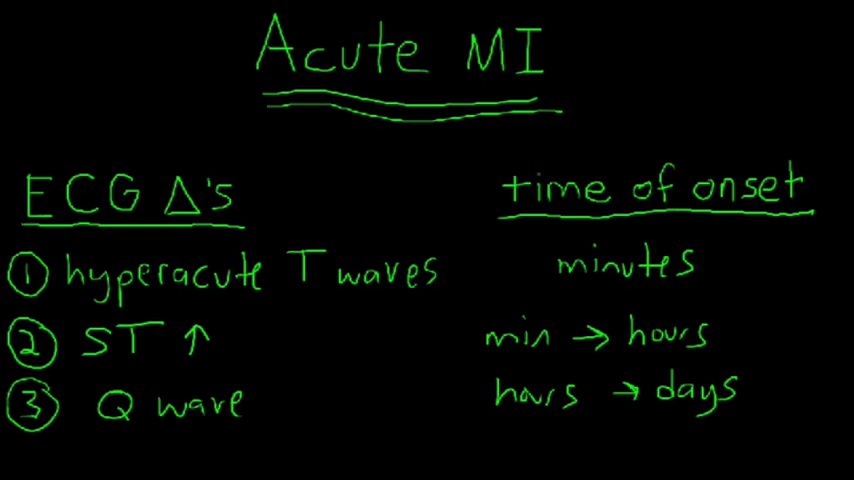 Acute MI
ECG Δ's time of onset
① hyperacute T waves minutes
② ST ↑ min → hours
③ Q wave hours → days